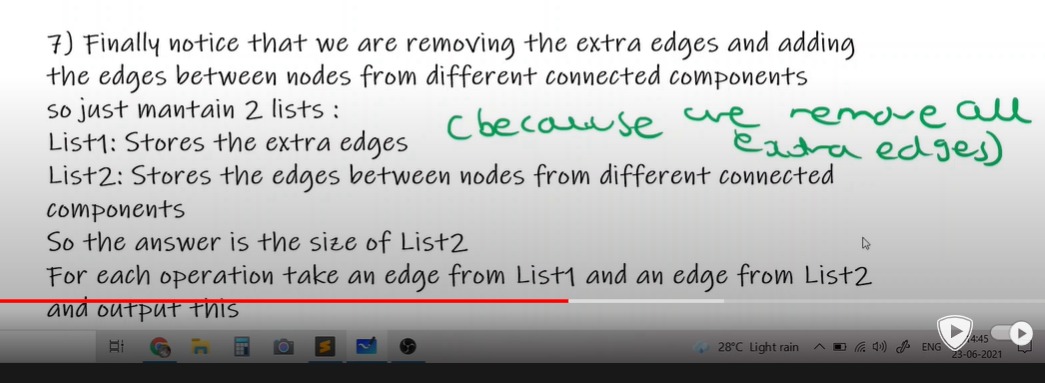 7) Finally notice that we are removing the extra edges and adding
the edges between nodes from different connected components
so just mantain 2 lists :
(because we remove all
extra edges)
List1: Stores the extra edges
List2: Stores the edges between nodes from different connected
components
So the answer is the size of List2
For each operation take an edge from List1 and an edge from List2
and output this
28°C Light rain
ENG
4:45
23-06-2021